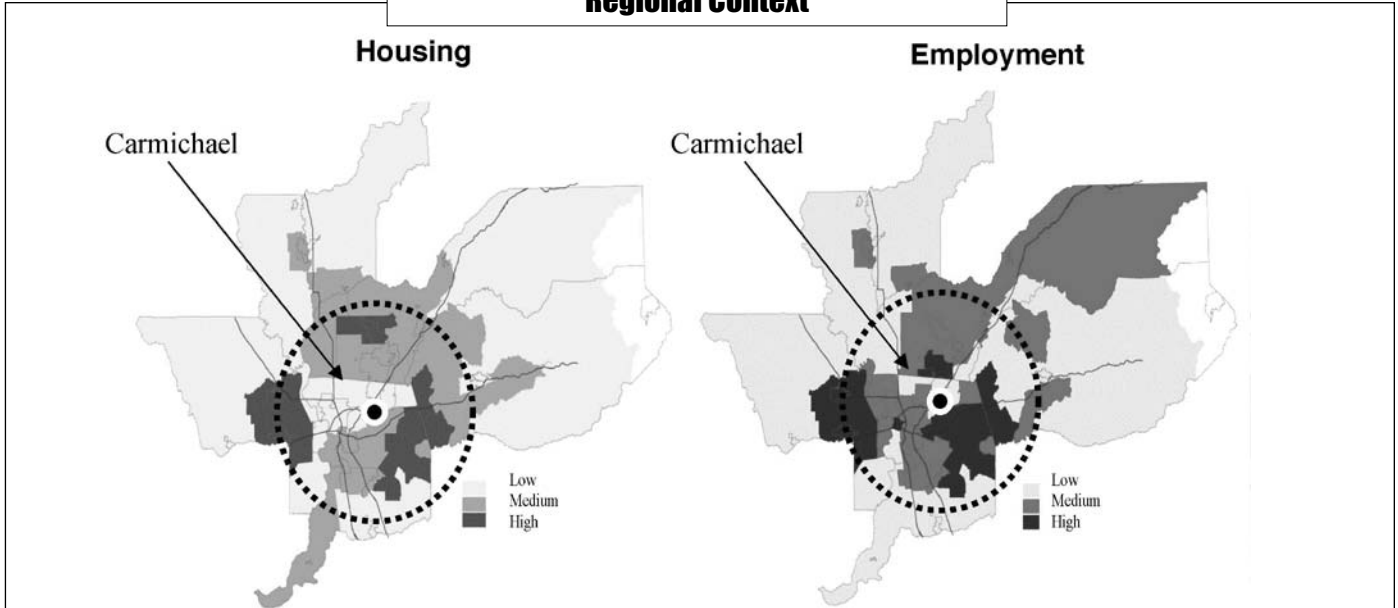 Regional Context
Housing
Carmichael
Low
Medium
High
Employment
Carmichael
Low
Medium
High